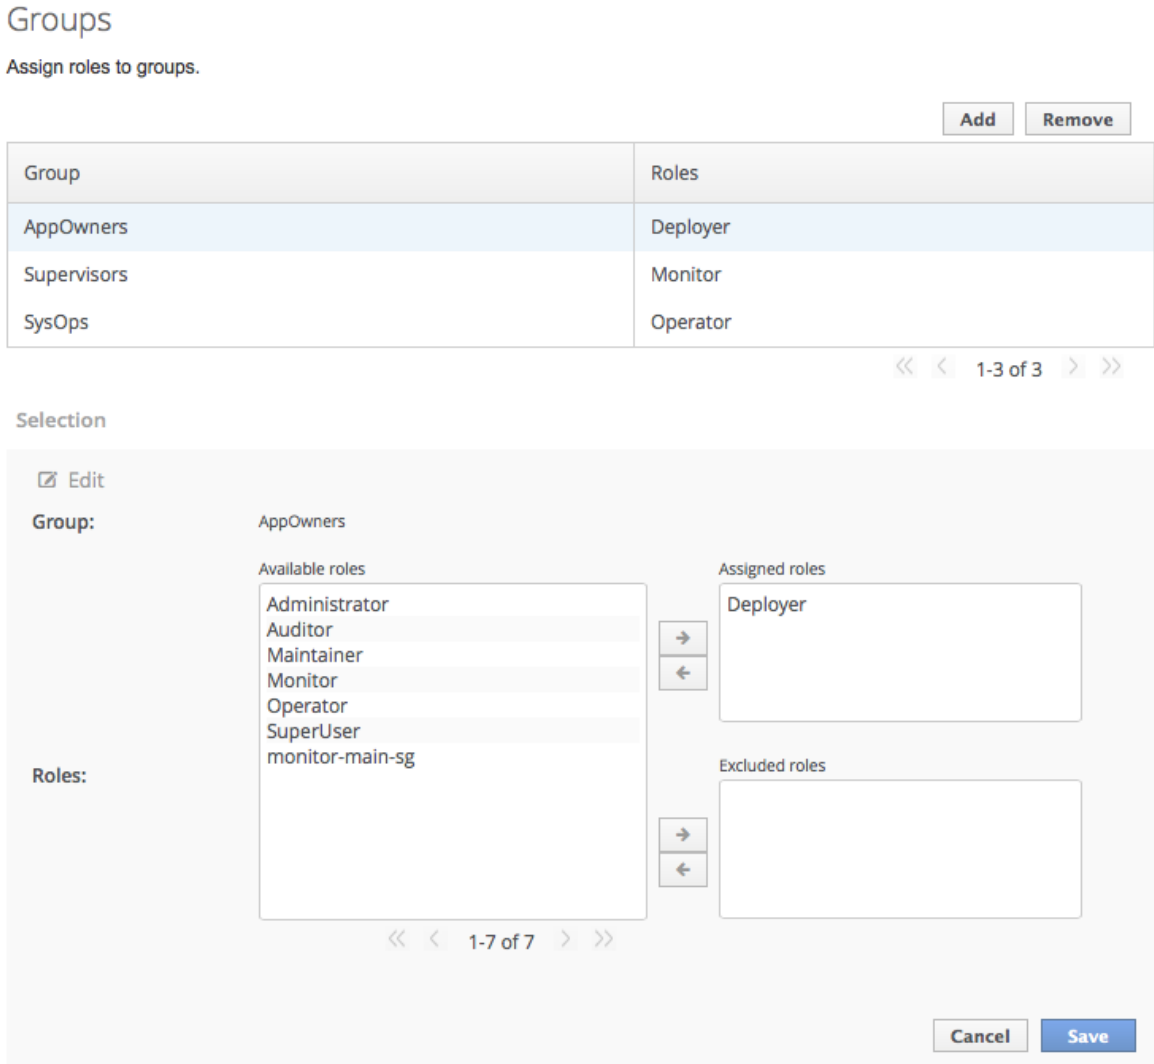 Groups
Assign roles to groups.
Add Remove
Group Roles
AppOwners Deployer
Supervisors Monitor
SysOps Operator
1-3 of 3
Selection
Edit
Group: AppOwners
Available roles Assigned roles
Administrator Deployer
Auditor
Maintainer
Monitor
Operator
SuperUser
monitor-main-sg
Excluded roles
Roles:
1-7 of 7
Cancel Save